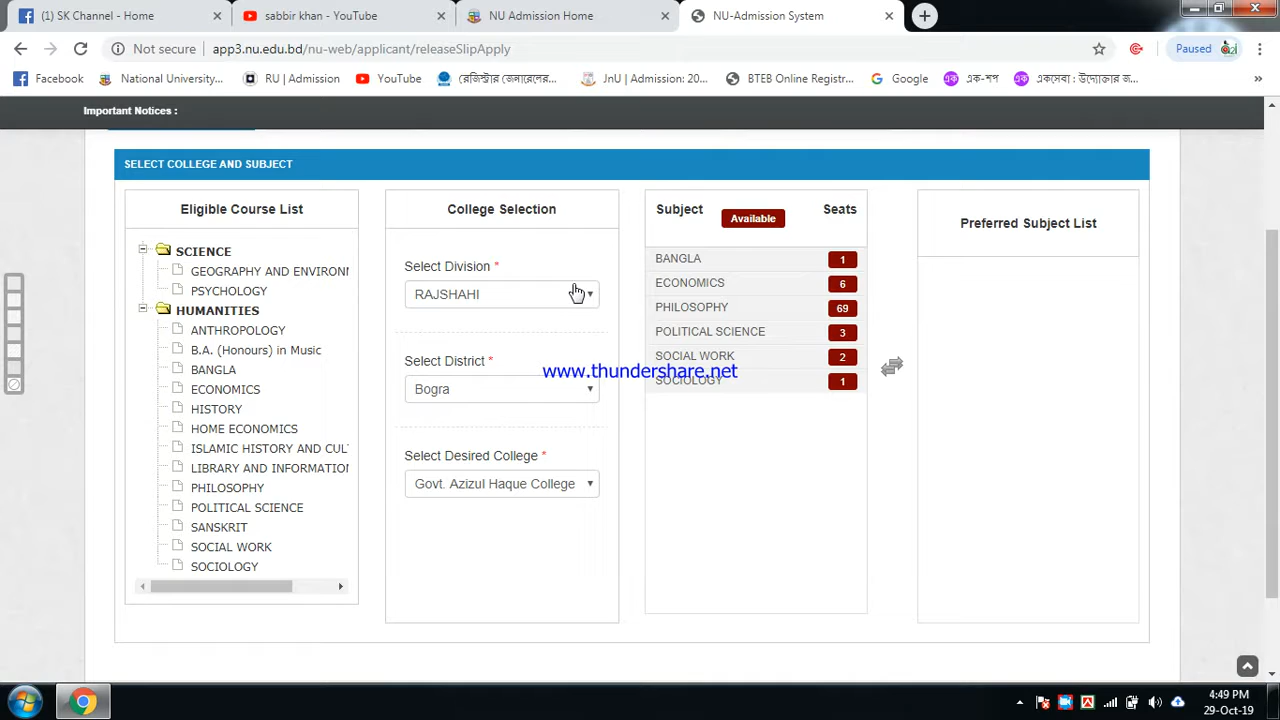 (1) SK Channel - Home
sabbir khan - YouTube
NU Admission Home
NU-Admission System
Not secure
app3.nu.edu.bd/nu-web/applicant/releaseSlipApply
Paused
Facebook
National University...
RU | Admission
YouTube
রেজিস্টার জেনারেলের...
JnU | Admission: 20...
BTEB Online Registr...
Google
এক-শপ
একসেবা : উদ্যোক্তার জ...
»
Important Notices :
SELECT COLLEGE AND SUBJECT
Eligible Course List
SCIENCE
GEOGRAPHY AND ENVIRON
PSYCHOLOGY
HUMANITIES
ANTHROPOLOGY
B.A. (Honours) in Music
BANGLA
ECONOMICS
HISTORY
HOME ECONOMICS
ISLAMIC HISTORY AND CUL
LIBRARY AND INFORMATION
PHILOSOPHY
POLITICAL SCIENCE
SANSKRIT
SOCIAL WORK
SOCIOLOGY
College Selection
Select Division *
RAJSHAHI
Select District *
Bogra
Select Desired College *
Govt. Azizul Haque College
Subject Available Seats
BANGLA 1
ECONOMICS 6
PHILOSOPHY 69
POLITICAL SCIENCE 3
SOCIAL WORK 2
SOCIOLOGY 1
www.thundershare.net
Preferred Subject List
4:49 PM
29-Oct-19